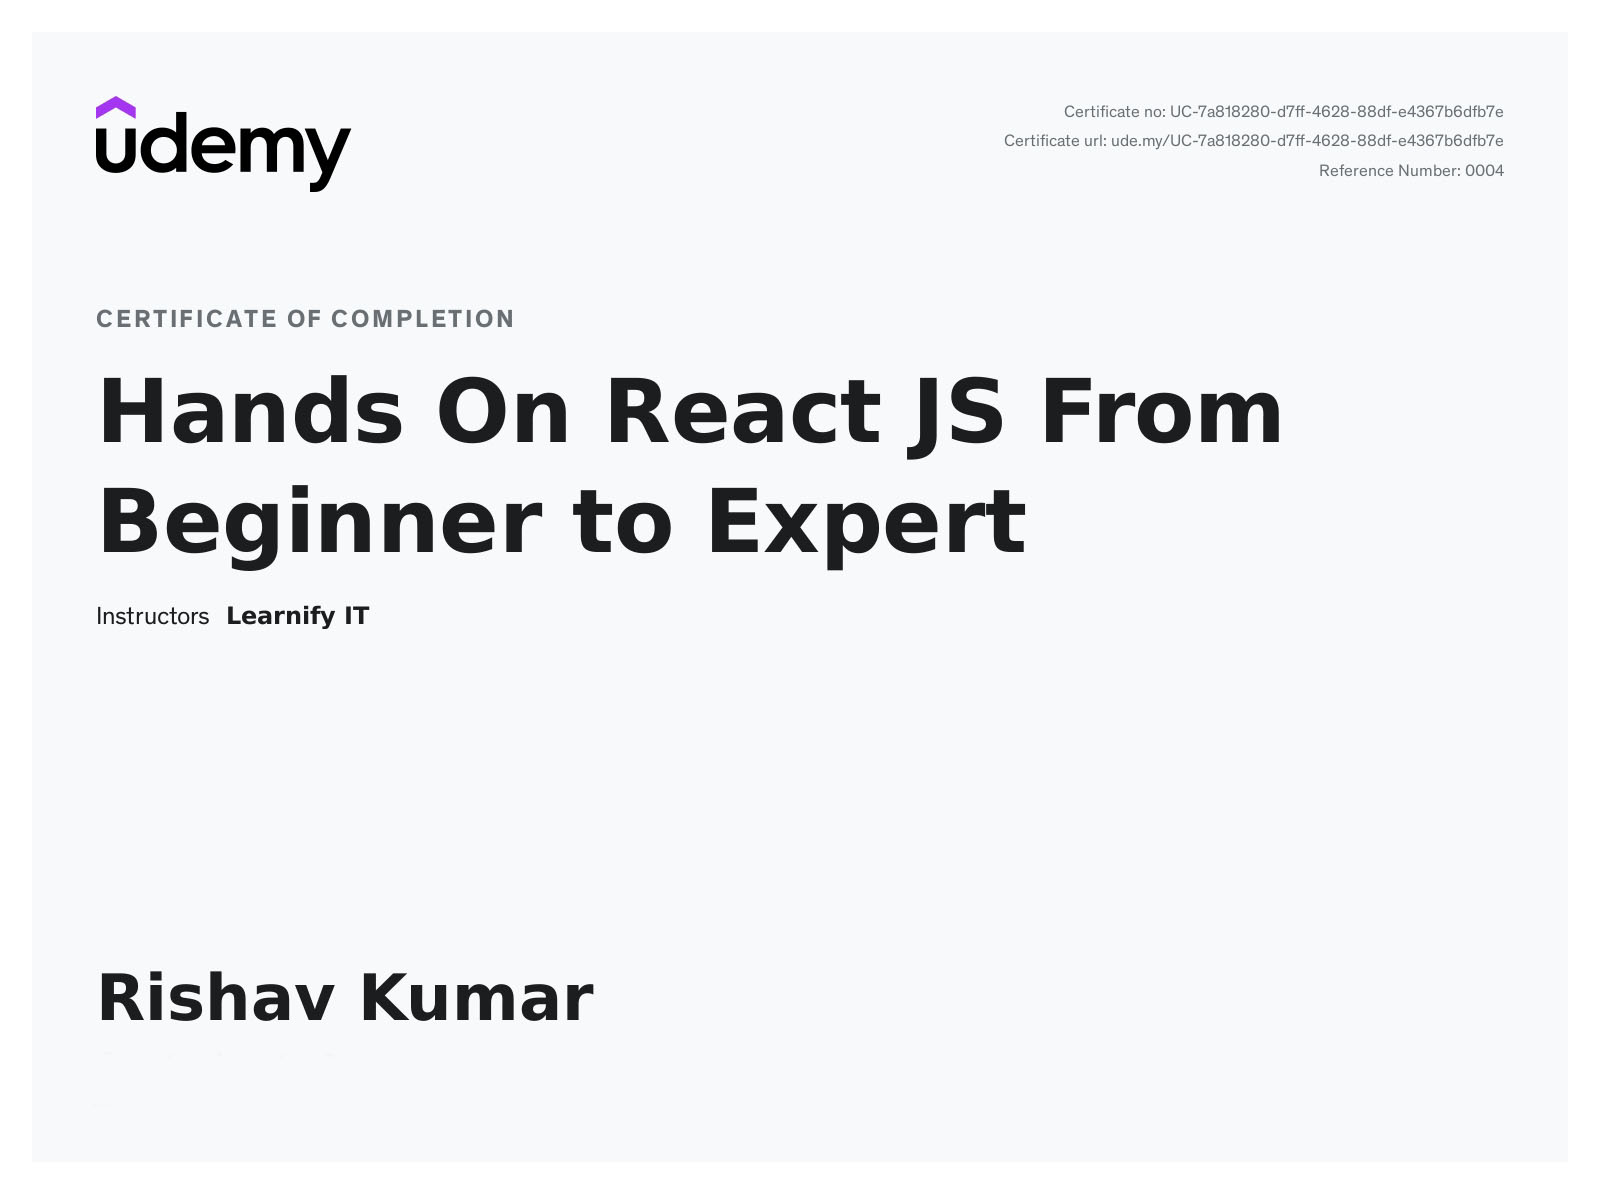 udemy
Certificate no: UC-7a818280-d7ff-4628-88df-e4367b6dfb7e
Certificate url: ude.my/UC-7a818280-d7ff-4628-88df-e4367b6dfb7e
Reference Number: 0004
CERTIFICATE OF COMPLETION
Hands On React JS From
Beginner to Expert
Instructors Learnify IT
Rishav Kumar